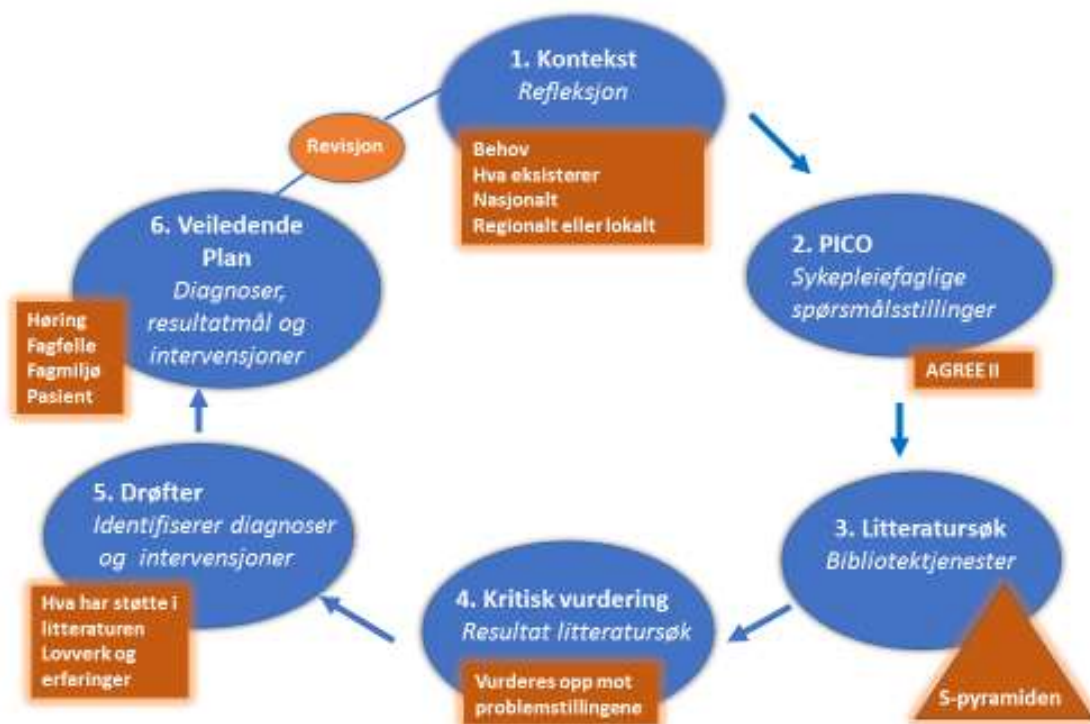 1. Kontekst
Refleksjon
Behov
Hva eksisterer
Nasjonalt
Regionalt eller lokalt
2. PICO
Sykepleiefaglige
spørsmålsstillinger
AGREE II
3. Litteratursøk
Bibliotektjenester
S-pyramiden
4. Kritisk vurdering
Resultat litteratursøk
Vurderes opp mot
problemstillingene
5. Drøfter
Identifiserer diagnoser
og intervensjoner
Hva har støtte i
litteraturen
Lovverk og
erfaringer
6. Veiledende
Plan
Diagnoser,
resultatmål og
intervensjoner
Høring
Fagfelle
Fagmiljø
Pasient
Revisjon